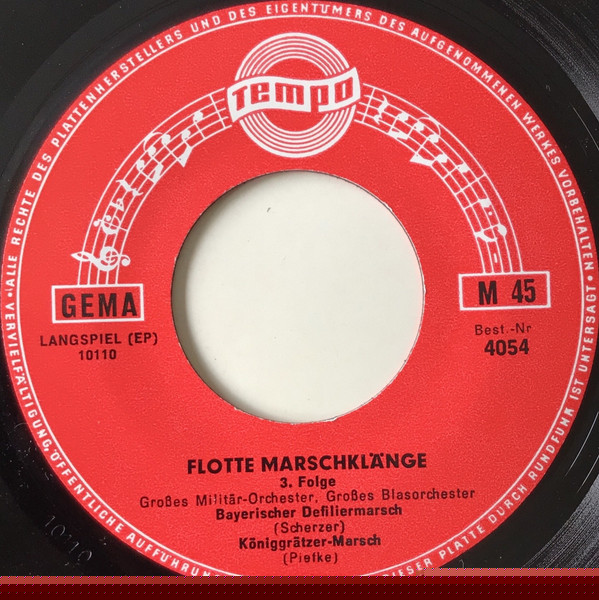 ALLE RECHTE DES PLATTENHERSTELLERS UND DES EIGENTÜMERS DES AUFGENOMMENEN WERKES VORBEHALTEN •
VERVIELFÄLTIGUNG, ÖFFENTLICHE AUFFÜHRUNG DIESER PLATTE DURCH RUNDFUNK IST UNTERSAGT •
Tempo
GEMA
M 45
LANGSPIEL (EP)
10110
Best.-Nr
4054
FLOTTE MARSCHKLÄNGE
3. Folge
Großes Militär-Orchester, Großes Blasorchester
Bayerischer Defiliermarsch
(Scherzer)
Königgrätzer-Marsch
(Piefke)
1010